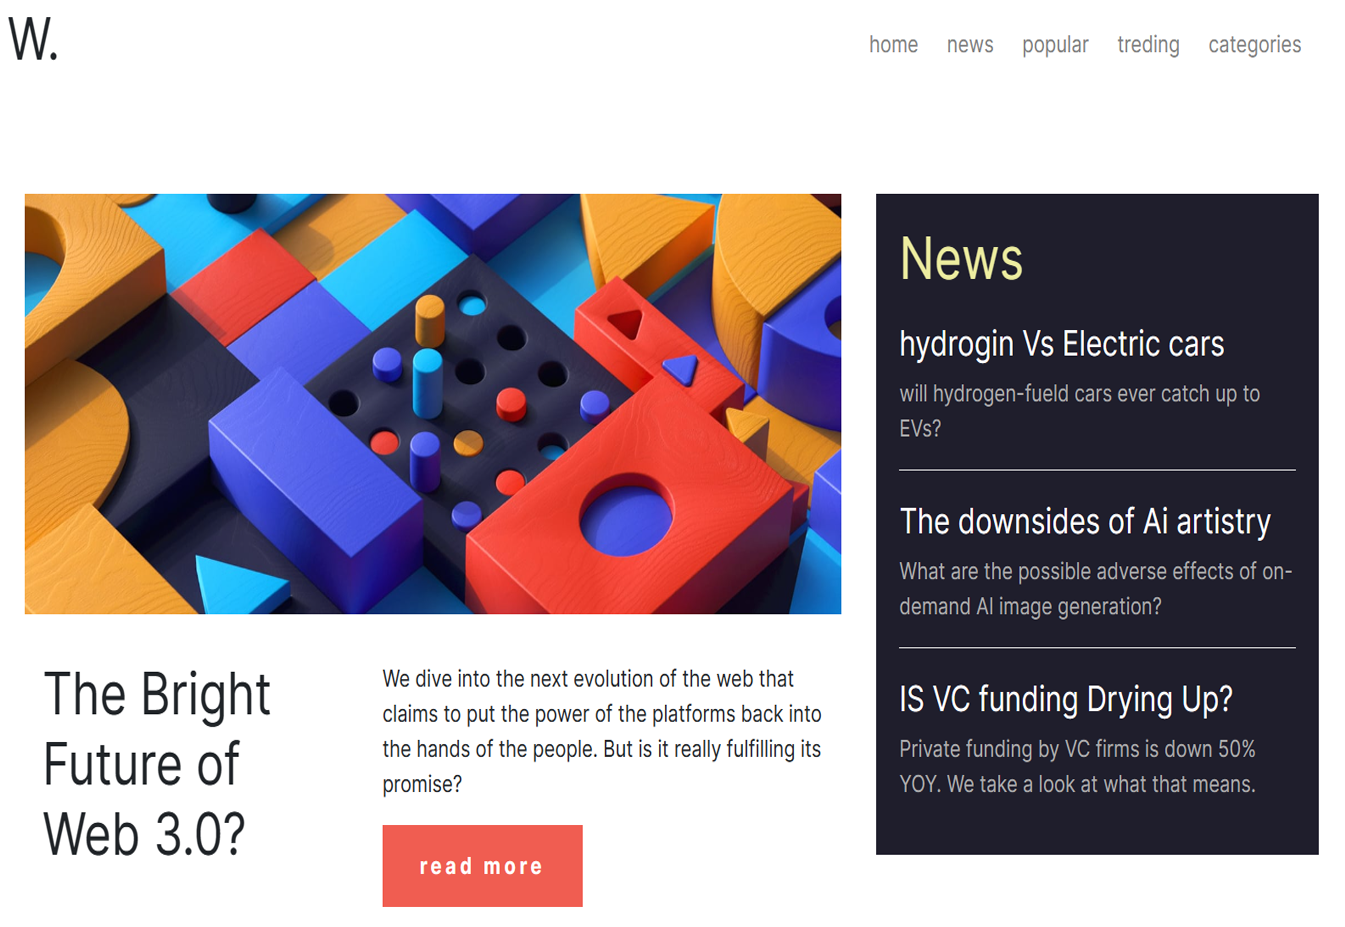 W.
home news popular treding categories
The Bright
Future of
Web 3.0?
We dive into the next evolution of the web that
claims to put the power of the platforms back into
the hands of the people. But is it really fulfilling its
promise?
read more
News
hydrogin Vs Electric cars
will hydrogen-fueld cars ever catch up to
EVs?
The downsides of Ai artistry
What are the possible adverse effects of on-
demand AI image generation?
IS VC funding Drying Up?
Private funding by VC firms is down 50%
YOY. We take a look at what that means.